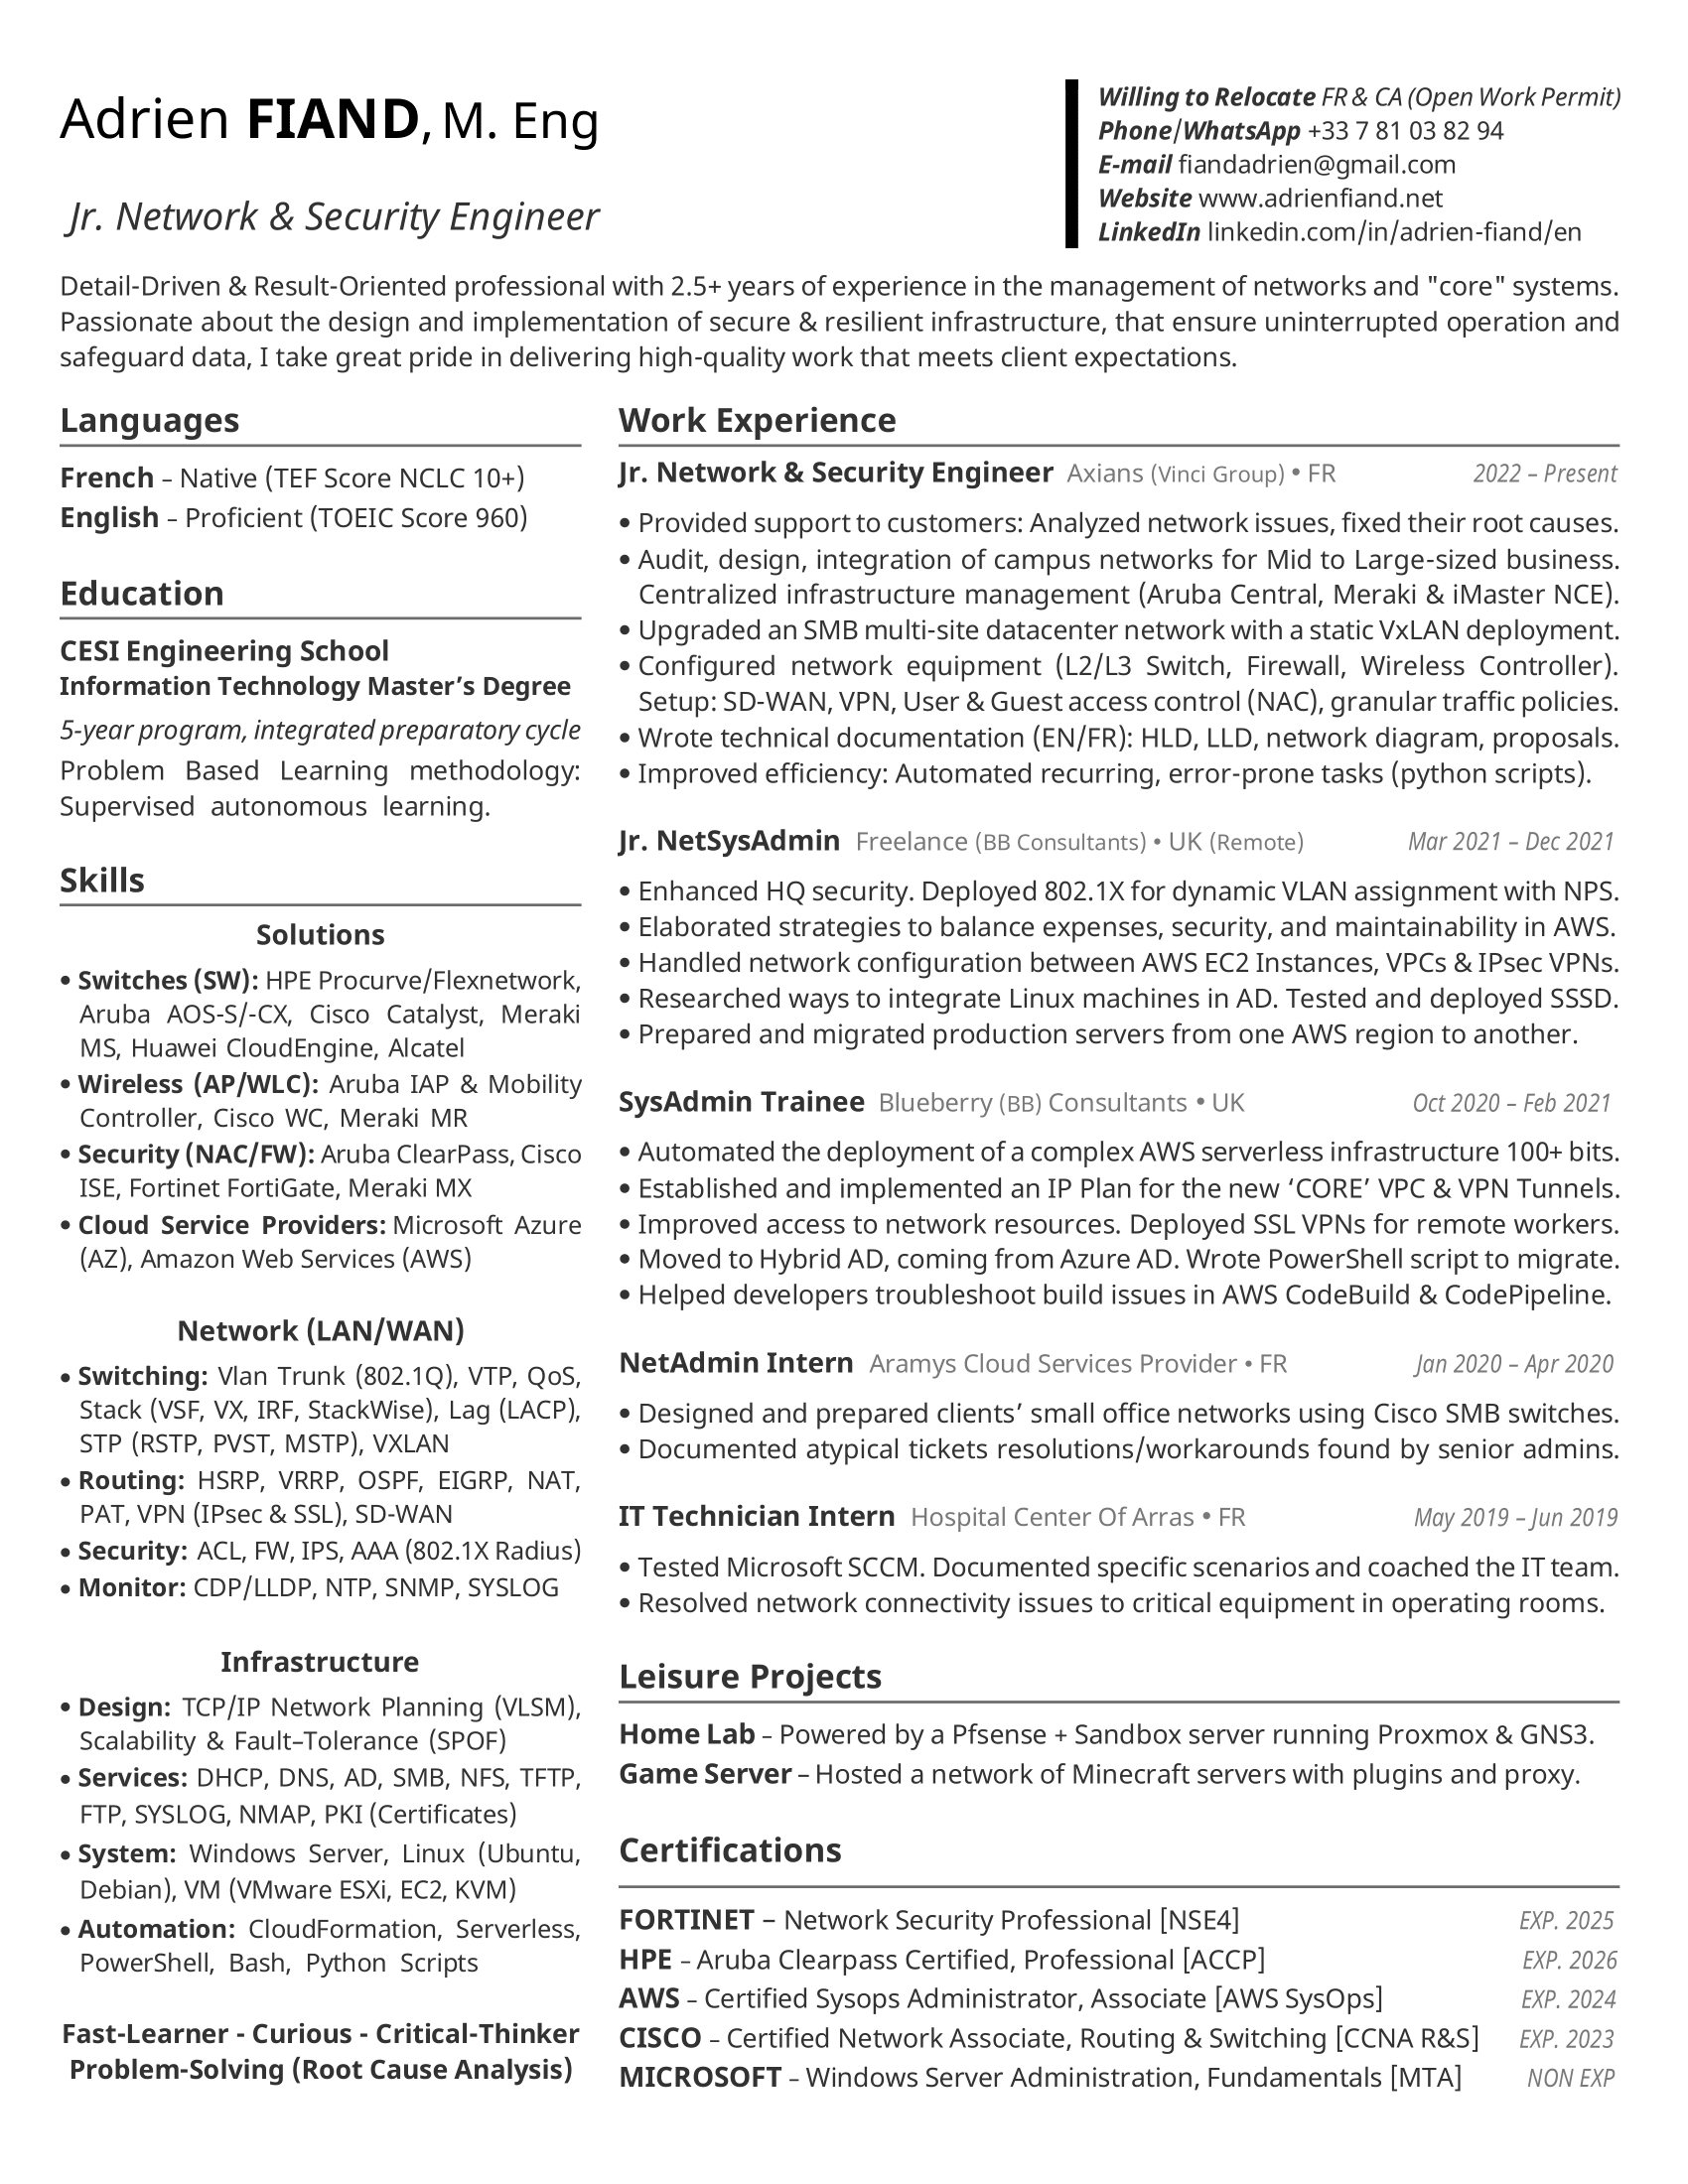 Adrien FIAND, M. Eng
Jr. Network & Security Engineer
Willing to Relocate FR & CA (Open Work Permit)
Phone/WhatsApp +33 7 81 03 82 94
E-mail fiandadrien@gmail.com
Website www.adrienfiand.net
LinkedIn linkedin.com/in/adrien-fiand/en
Detail-Driven & Result-Oriented professional with 2.5+ years of experience in the management of networks and "core" systems.
Passionate about the design and implementation of secure & resilient infrastructure, that ensure uninterrupted operation and
safeguard data, I take great pride in delivering high-quality work that meets client expectations.
Languages
French – Native (TEF Score NCLC 10+)
English – Proficient (TOEIC Score 960)
Education
CESI Engineering School
Information Technology Master’s Degree
5-year program, integrated preparatory cycle
Problem Based Learning methodology:
Supervised autonomous learning.
Skills
Solutions
• Switches (SW): HPE Procurve/Flexnetwork,
Aruba AOS-S/-CX, Cisco Catalyst, Meraki
MS, Huawei CloudEngine, Alcatel
• Wireless (AP/WLC): Aruba IAP & Mobility
Controller, Cisco WC, Meraki MR
• Security (NAC/FW): Aruba ClearPass, Cisco
ISE, Fortinet FortiGate, Meraki MX
• Cloud Service Providers: Microsoft Azure
(AZ), Amazon Web Services (AWS)
Network (LAN/WAN)
• Switching: Vlan Trunk (802.1Q), VTP, QoS,
Stack (VSF, VX, IRF, StackWise), Lag (LACP),
STP (RSTP, PVST, MSTP), VXLAN
• Routing: HSRP, VRRP, OSPF, EIGRP, NAT,
PAT, VPN (IPsec & SSL), SD-WAN
• Security: ACL, FW, IPS, AAA (802.1X Radius)
• Monitor: CDP/LLDP, NTP, SNMP, SYSLOG
Infrastructure
• Design: TCP/IP Network Planning (VLSM),
Scalability & Fault–Tolerance (SPOF)
• Services: DHCP, DNS, AD, SMB, NFS, TFTP,
FTP, SYSLOG, NMAP, PKI (Certificates)
• System: Windows Server, Linux (Ubuntu,
Debian), VM (VMware ESXi, EC2, KVM)
• Automation: CloudFormation, Serverless,
PowerShell, Bash, Python Scripts
Fast-Learner - Curious - Critical-Thinker
Problem-Solving (Root Cause Analysis)
Work Experience
Jr. Network & Security Engineer Axians (Vinci Group) • FR 2022 – Present
• Provided support to customers: Analyzed network issues, fixed their root causes.
• Audit, design, integration of campus networks for Mid to Large-sized business.
Centralized infrastructure management (Aruba Central, Meraki & iMaster NCE).
• Upgraded an SMB multi-site datacenter network with a static VxLAN deployment.
• Configured network equipment (L2/L3 Switch, Firewall, Wireless Controller).
Setup: SD-WAN, VPN, User & Guest access control (NAC), granular traffic policies.
• Wrote technical documentation (EN/FR): HLD, LLD, network diagram, proposals.
• Improved efficiency: Automated recurring, error-prone tasks (python scripts).
Jr. NetSysAdmin Freelance (BB Consultants) • UK (Remote) Mar 2021 – Dec 2021
• Enhanced HQ security. Deployed 802.1X for dynamic VLAN assignment with NPS.
• Elaborated strategies to balance expenses, security, and maintainability in AWS.
• Handled network configuration between AWS EC2 Instances, VPCs & IPsec VPNs.
• Researched ways to integrate Linux machines in AD. Tested and deployed SSSD.
• Prepared and migrated production servers from one AWS region to another.
SysAdmin Trainee Blueberry (BB) Consultants • UK Oct 2020 – Feb 2021
• Automated the deployment of a complex AWS serverless infrastructure 100+ bits.
• Established and implemented an IP Plan for the new ‘CORE’ VPC & VPN Tunnels.
• Improved access to network resources. Deployed SSL VPNs for remote workers.
• Moved to Hybrid AD, coming from Azure AD. Wrote PowerShell script to migrate.
• Helped developers troubleshoot build issues in AWS CodeBuild & CodePipeline.
NetAdmin Intern Aramys Cloud Services Provider • FR Jan 2020 – Apr 2020
• Designed and prepared clients’ small office networks using Cisco SMB switches.
• Documented atypical tickets resolutions/workarounds found by senior admins.
IT Technician Intern Hospital Center Of Arras • FR May 2019 – Jun 2019
• Tested Microsoft SCCM. Documented specific scenarios and coached the IT team.
• Resolved network connectivity issues to critical equipment in operating rooms.
Leisure Projects
Home Lab – Powered by a Pfsense + Sandbox server running Proxmox & GNS3.
Game Server – Hosted a network of Minecraft servers with plugins and proxy.
Certifications
FORTINET – Network Security Professional [NSE4] EXP. 2025
HPE – Aruba Clearpass Certified, Professional [ACCP] EXP. 2026
AWS – Certified Sysops Administrator, Associate [AWS SysOps] EXP. 2024
CISCO – Certified Network Associate, Routing & Switching [CCNA R&S] EXP. 2023
MICROSOFT – Windows Server Administration, Fundamentals [MTA] NON EXP